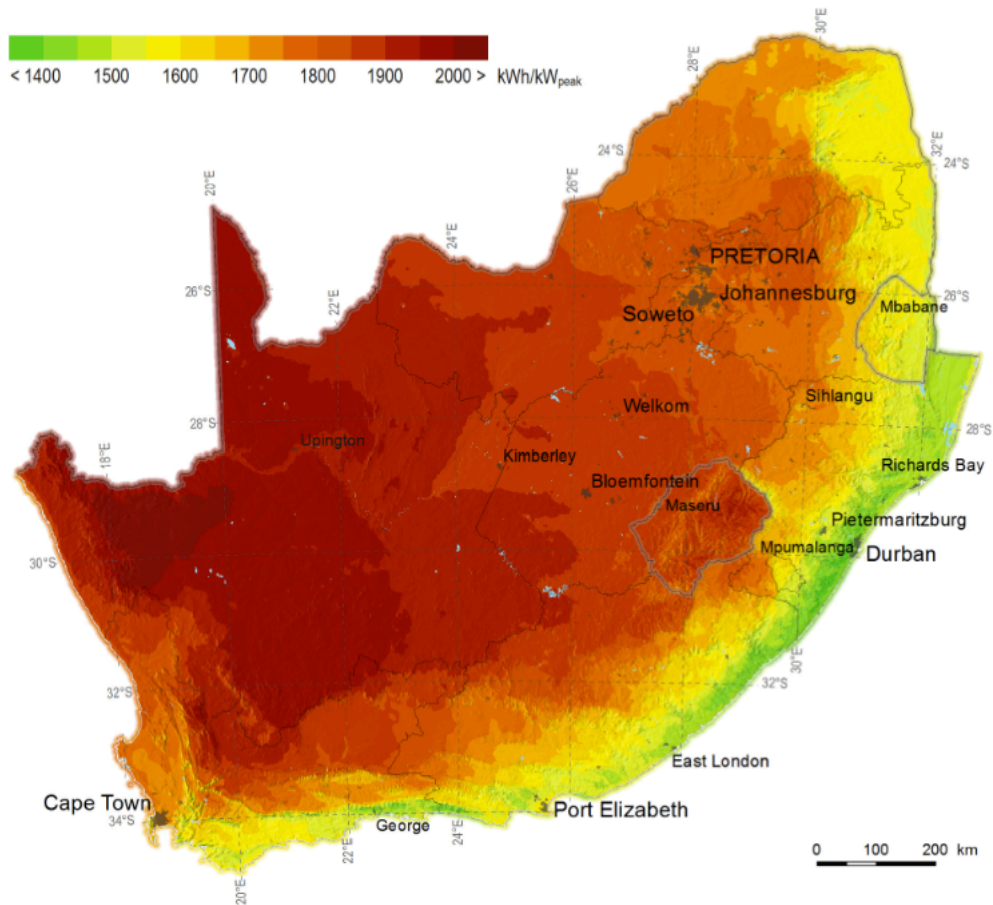 < 1400 1500 1600 1700 1800 1900 2000 > kWh/kWpeak
30°E
28°E
32°E
24°S
24°S
26°E
20°E
24°E
PRETORIA
26°S
22°E
Johannesburg
26°S
Mbabane
Soweto
Sihlangu
Welkom
28°S
28°S
Upington
18°E
Kimberley
Richards Bay
Bloemfontein
Maseru
Pietermaritzburg
Mpumalanga
Durban
30°S
30°E
32°S
32°S
East London
Cape Town
Port Elizabeth
34°S
George
24°E
22°E
20°E
0 100 200 km